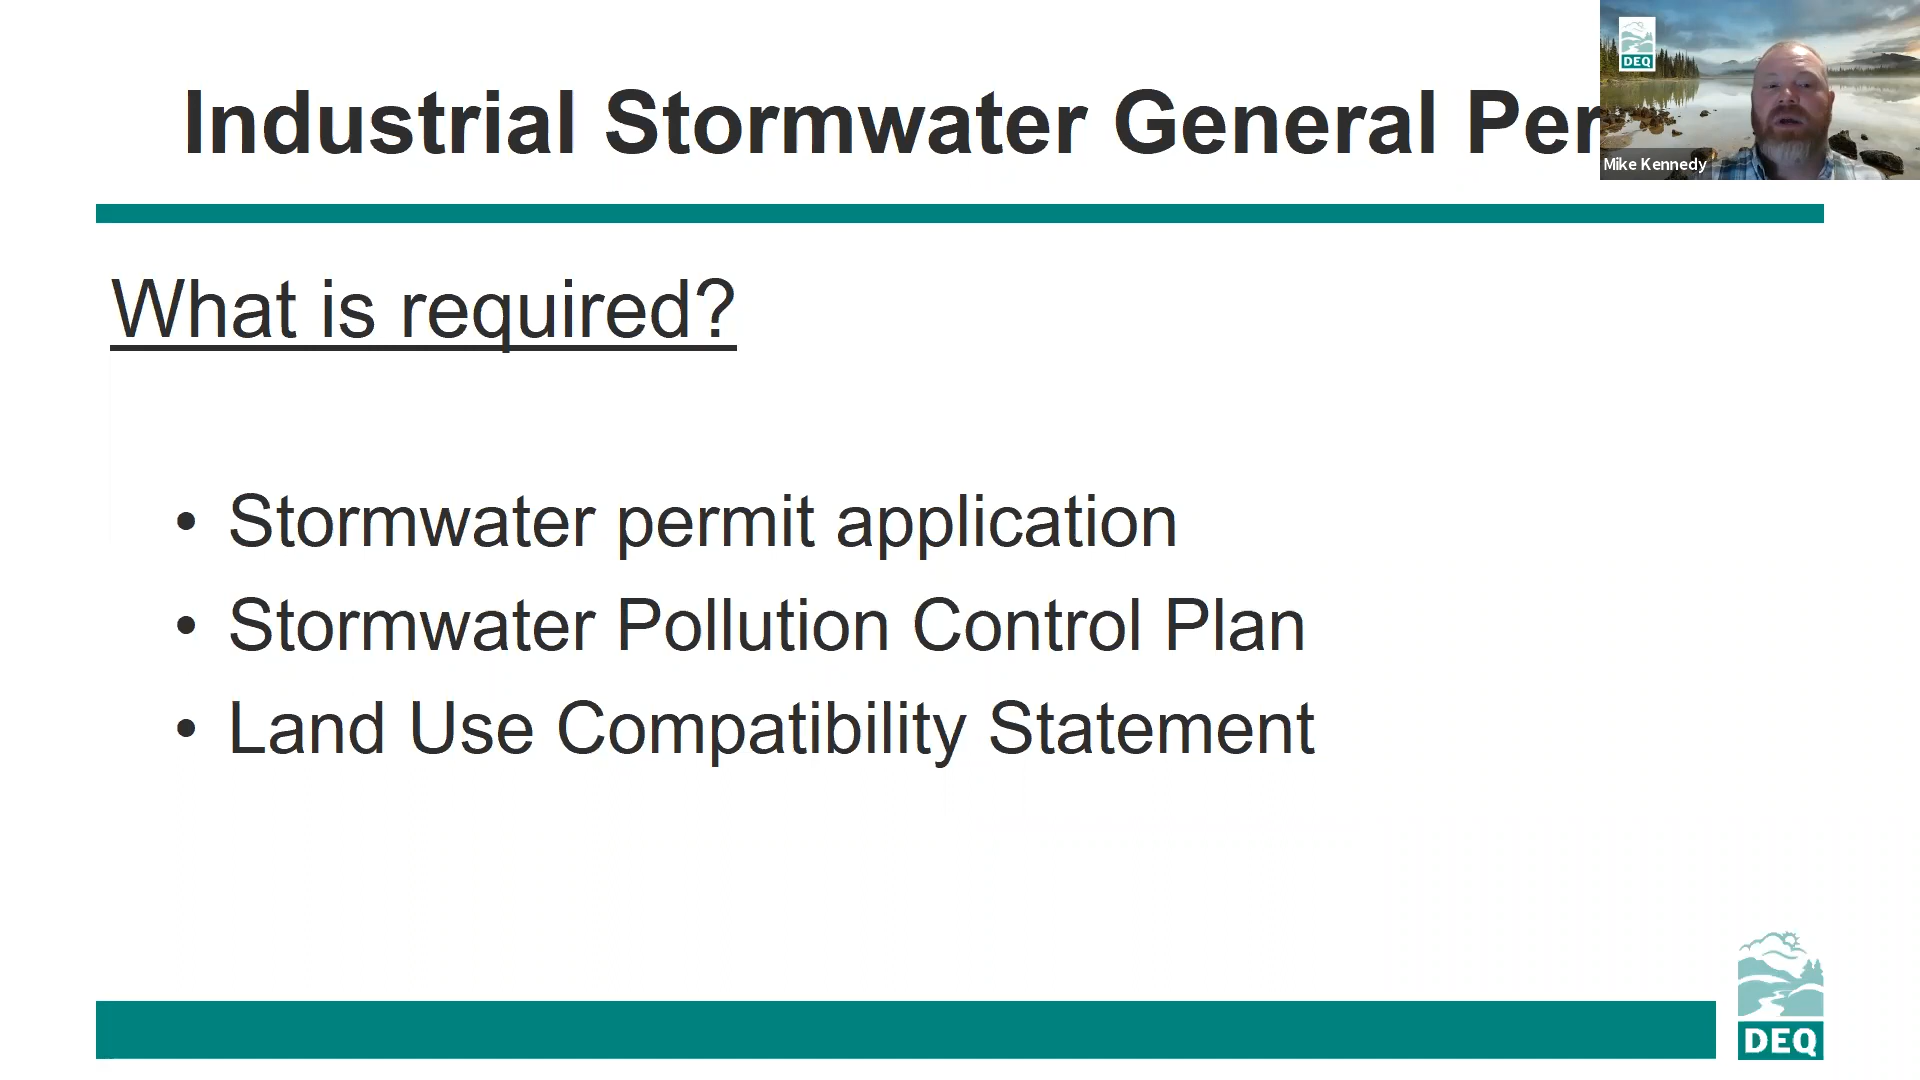 Industrial Stormwater General Per
DEQ
Mike Kennedy
What is required?
• Stormwater permit application
• Stormwater Pollution Control Plan
• Land Use Compatibility Statement
DEQ